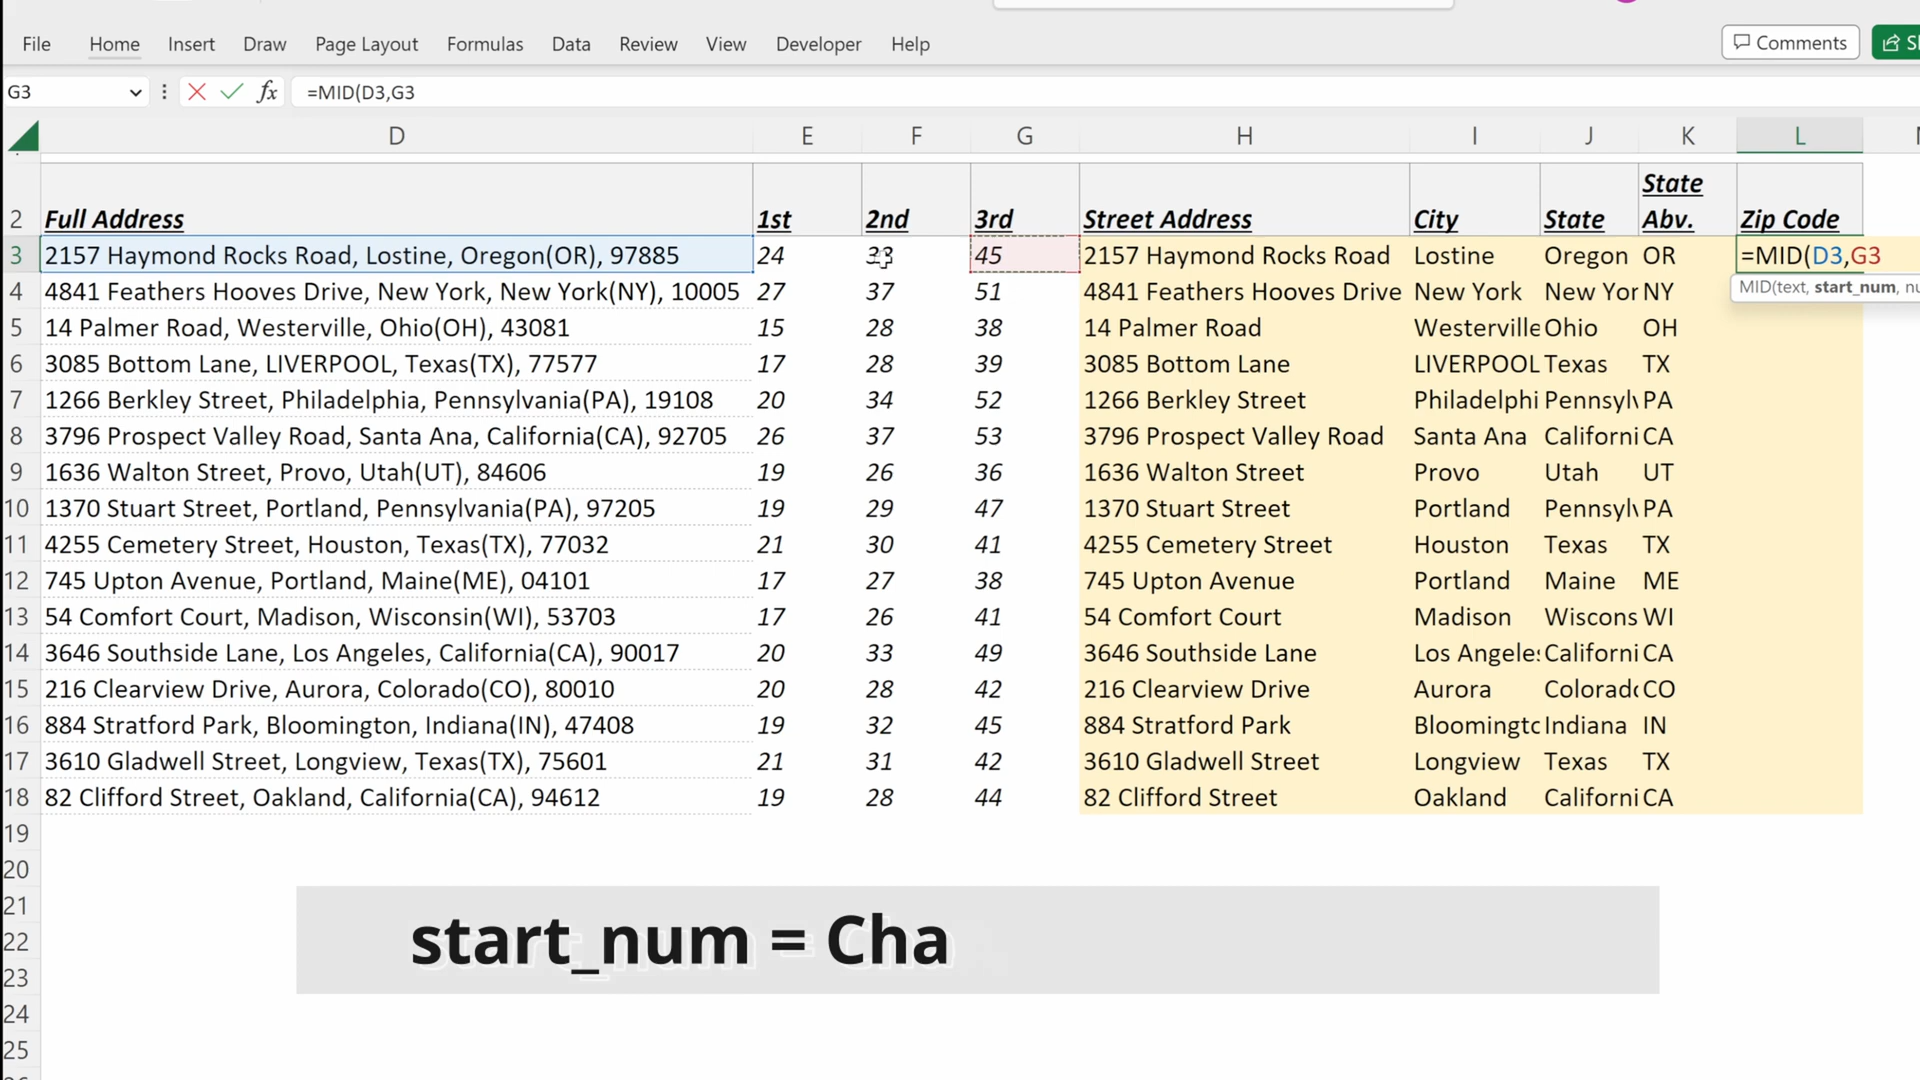 File Home Insert Draw Page Layout Formulas Data Review View Developer Help Comments
G3 fx =MID(D3,G3
D E F G H I J K L
2 Full Address 1st 2nd 3rd Street Address City State State Abv. Zip Code
3 2157 Haymond Rocks Road, Lostine, Oregon(OR), 97885 24 33 45 2157 Haymond Rocks Road Lostine Oregon OR =MID(D3,G3
MID(text, start_num, nu
4 4841 Feathers Hooves Drive, New York, New York(NY), 10005 27 37 51 4841 Feathers Hooves Drive New York New Yor NY
5 14 Palmer Road, Westerville, Ohio(OH), 43081 15 28 38 14 Palmer Road Westerville Ohio OH
6 3085 Bottom Lane, LIVERPOOL, Texas(TX), 77577 17 28 39 3085 Bottom Lane LIVERPOOL Texas TX
7 1266 Berkley Street, Philadelphia, Pennsylvania(PA), 19108 20 34 52 1266 Berkley Street Philadelphi Pennsylv PA
8 3796 Prospect Valley Road, Santa Ana, California(CA), 92705 26 37 53 3796 Prospect Valley Road Santa Ana Californi CA
9 1636 Walton Street, Provo, Utah(UT), 84606 19 26 36 1636 Walton Street Provo Utah UT
10 1370 Stuart Street, Portland, Pennsylvania(PA), 97205 19 29 47 1370 Stuart Street Portland Pennsylv PA
11 4255 Cemetery Street, Houston, Texas(TX), 77032 21 30 41 4255 Cemetery Street Houston Texas TX
12 745 Upton Avenue, Portland, Maine(ME), 04101 17 27 38 745 Upton Avenue Portland Maine ME
13 54 Comfort Court, Madison, Wisconsin(WI), 53703 17 26 41 54 Comfort Court Madison Wiscons WI
14 3646 Southside Lane, Los Angeles, California(CA), 90017 20 33 49 3646 Southside Lane Los Angeles Californi CA
15 216 Clearview Drive, Aurora, Colorado(CO), 80010 20 28 42 216 Clearview Drive Aurora Colorado CO
16 884 Stratford Park, Bloomington, Indiana(IN), 47408 19 32 45 884 Stratford Park Bloomingto Indiana IN
17 3610 Gladwell Street, Longview, Texas(TX), 75601 21 31 42 3610 Gladwell Street Longview Texas TX
18 82 Clifford Street, Oakland, California(CA), 94612 19 28 44 82 Clifford Street Oakland Californi CA
19
20
21
22
start_num = Cha
23
24
25